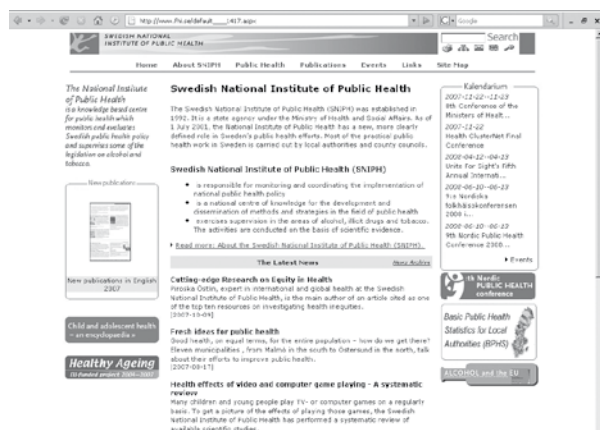 http://www.fhi.se/default____1417.aspx
Google
SWEDISH NATIONAL
INSTITUTE OF PUBLIC HEALTH
Search
Home About SNIPH Public Health Publications Events Links Site Map
The National Institute
of Public Health
is a knowledge based centre
for public health which
monitors and evaluates
Swedish public health policy
and supervises some of the
legislation on alcohol and
tobacco.
New publications
New publications in English
2007
Child and adolescent health
– an encyclopaedia »
Healthy Ageing
EU-funded project 2004–2007
Swedish National Institute of Public Health
The Swedish National Institute of Public Health (SNIPH) was established in
1992. It is a state agency under the Ministry of Health and Social Affairs. As of
1 July 2001, the National Institute of Public Health has a new, more clearly
defined role in Sweden's public health efforts. Most of the practical public
health work in Sweden is carried out by local authorities and county councils.
Swedish National Institute of Public Health (SNIPH)
is responsible for monitoring and coordinating the implementation of
national public health policy
is a national centre of knowledge for the development and
dissemination of methods and strategies in the field of public health
exercises supervision in the areas of alcohol, illicit drugs and tobacco.
The activities are conducted on the basis of scientific evidence.
Read more: About the Swedish National Institute of Public Health (SNIPH).
The Latest News News Archive
Cutting-edge Research on Equity in Health
Piroska Östlin, expert in international and global health at the Swedish
National Institute of Public Health, is the main author of an article cited as one
of the top ten resources on investigating health inequities.
[2007-10-09]
Fresh ideas for public health
Good health, on equal terms, for the entire population – how do we get there?
Eleven municipalities, from Malmö in the south to Östersund in the north, talk
about their efforts to improve public health.
[2007-08-17]
Health effects of video and computer game playing - A systematic
review
Many children and young people play TV- or computer games on a regularly
basis. To get a picture of the effects of playing those games, the Swedish
National Institute of Public Health has performed a systematic review of
available scientific studies.
Kalendarium
2007-11-22--11-23
8th Conference of the
Ministers of Healt...
2007-11-22
Health ClusterNet Final
Conference
2008-04-12--04-13
Unite For Sight's Fifth
Annual Internati...
2008-06-10--06-13
9:e Nordiska
folkhälsokonferensen
2008 i...
2008-06-10--06-13
9th Nordic Public Health
Conference 2008...
Events
:th Nordic
PUBLIC HEALTH
conference
Basic Public Health
Statistics for Local
Authorities (BPHS)
ALCOHOL and the EU